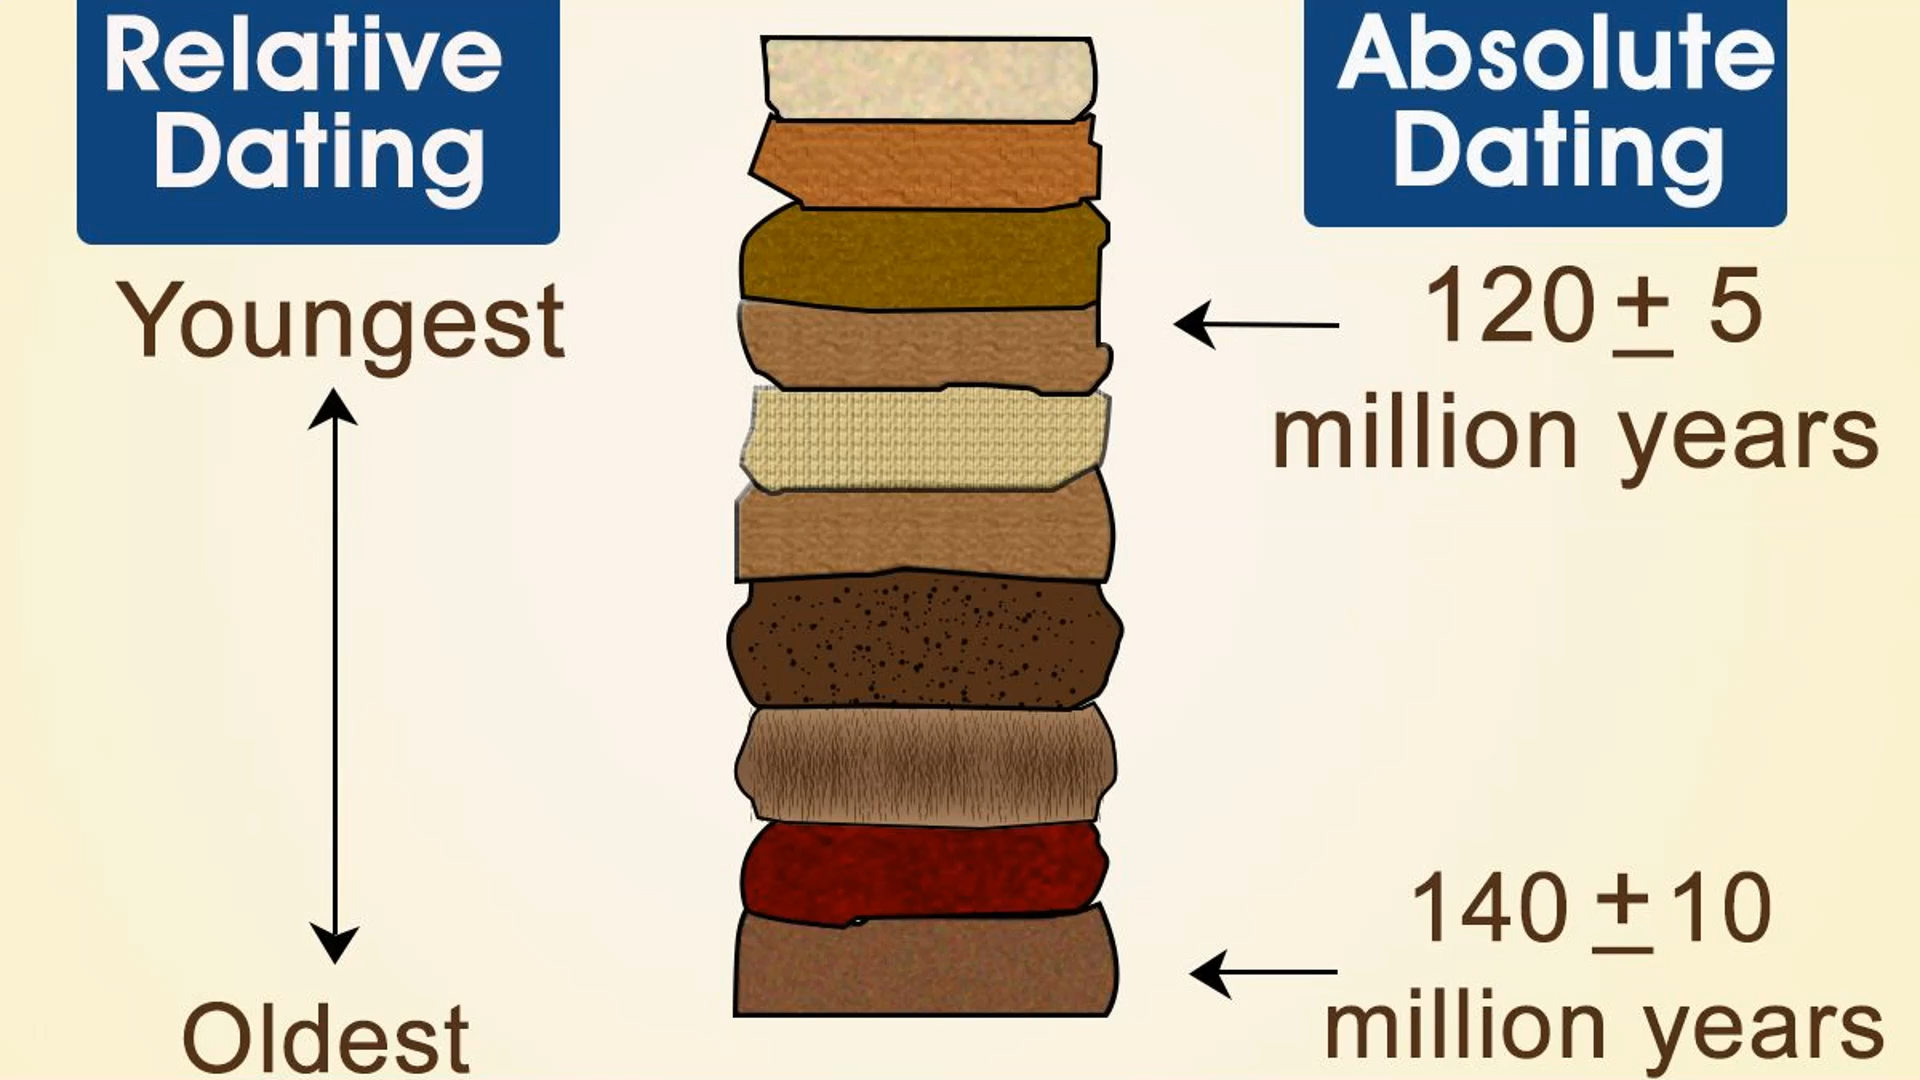 Relative
Dating
Youngest
Oldest
Absolute
Dating
120 ± 5
million years
140 ± 10
million years